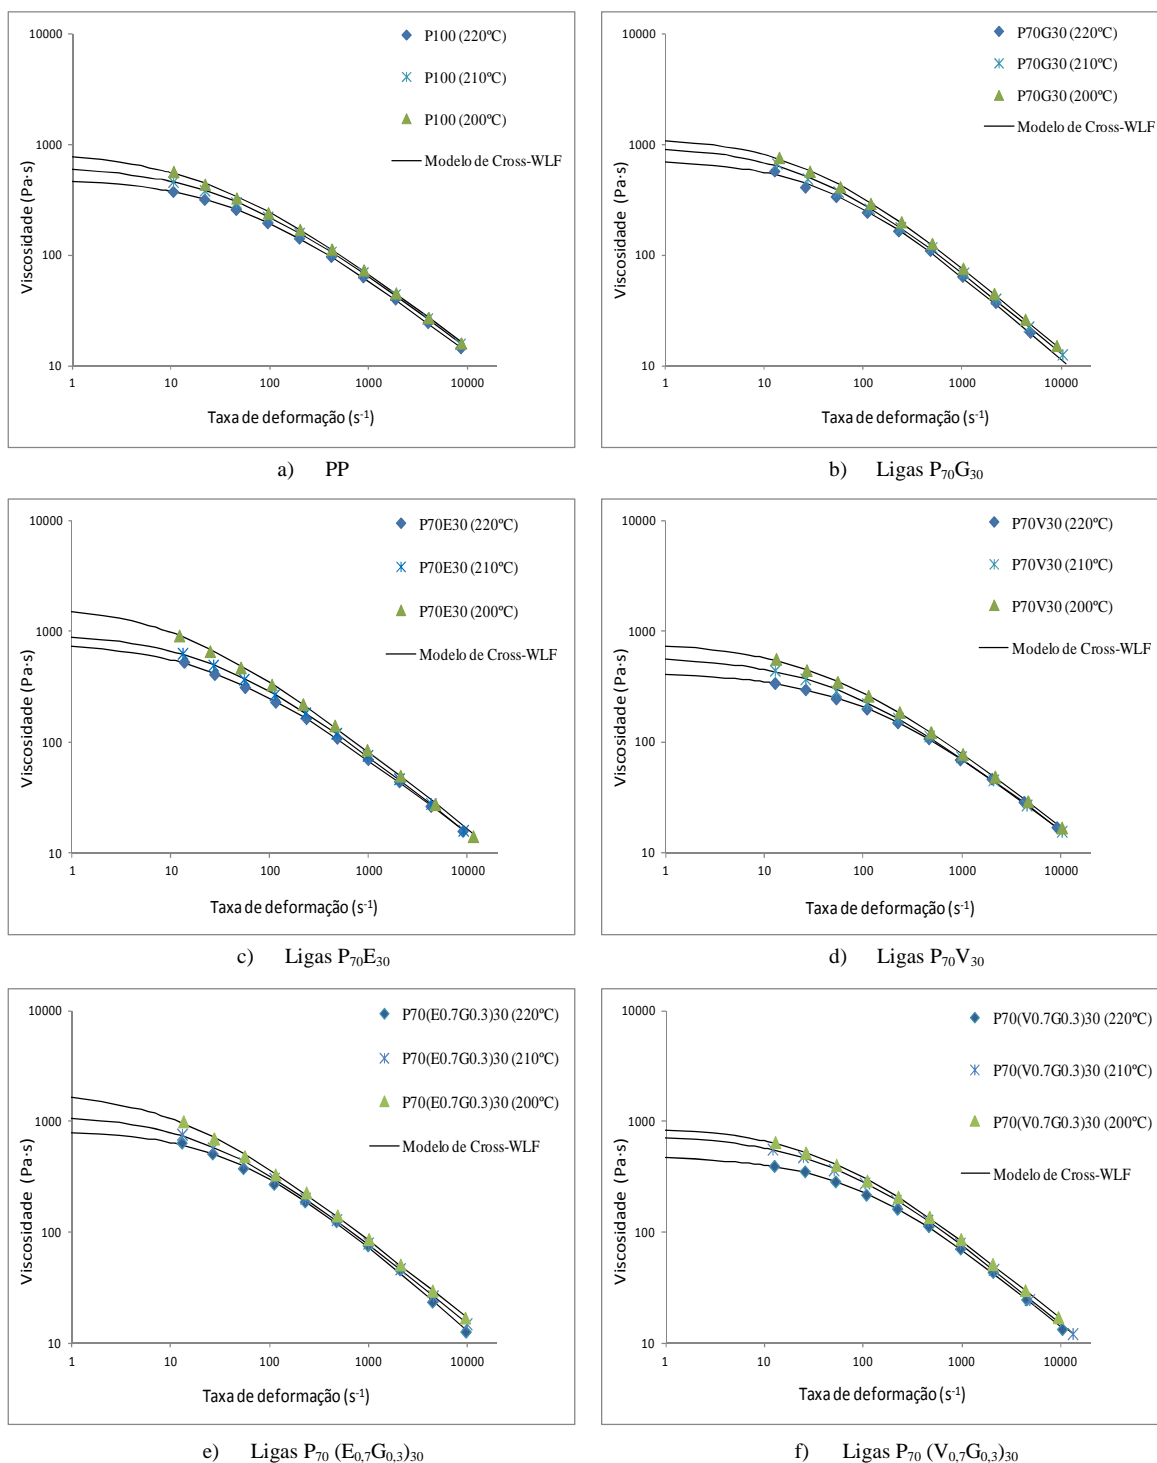 10000
1000
100
10
1
10
100
1000
10000
Viscosidade (Pa·s)
Taxa de deformação (s-1)
P100 (220ºC)
P100 (210ºC)
P100 (200ºC)
Modelo de Cross-WLF
a) PP
10000
1000
100
10
1
10
100
1000
10000
Viscosidade (Pa·s)
Taxa de deformação (s-1)
P70G30 (220ºC)
P70G30 (210ºC)
P70G30 (200ºC)
Modelo de Cross-WLF
b) Ligas P70G30
10000
1000
100
10
1
10
100
1000
10000
Viscosidade (Pa·s)
Taxa de deformação (s-1)
P70E30 (220ºC)
P70E30 (210ºC)
P70E30 (200ºC)
Modelo de Cross-WLF
c) Ligas P70E30
10000
1000
100
10
1
10
100
1000
10000
Viscosidade (Pa·s)
Taxa de deformação (s-1)
P70V30 (220ºC)
P70V30 (210ºC)
P70V30 (200ºC)
Modelo de Cross-WLF
d) Ligas P70V30
10000
1000
100
10
1
10
100
1000
10000
Viscosidade (Pa·s)
Taxa de deformação (s-1)
P70(E0.7G0.3)30 (220ºC)
P70(E0.7G0.3)30 (210ºC)
P70(E0.7G0.3)30 (200ºC)
Modelo de Cross-WLF
e) Ligas P70 (E0,7G0,3)30
10000
1000
100
10
1
10
100
1000
10000
Viscosidade (Pa·s)
Taxa de deformação (s-1)
P70(V0.7G0.3)30 (220ºC)
P70(V0.7G0.3)30 (210ºC)
P70(V0.7G0.3)30 (200ºC)
Modelo de Cross-WLF
f) Ligas P70 (V0,7G0,3)30